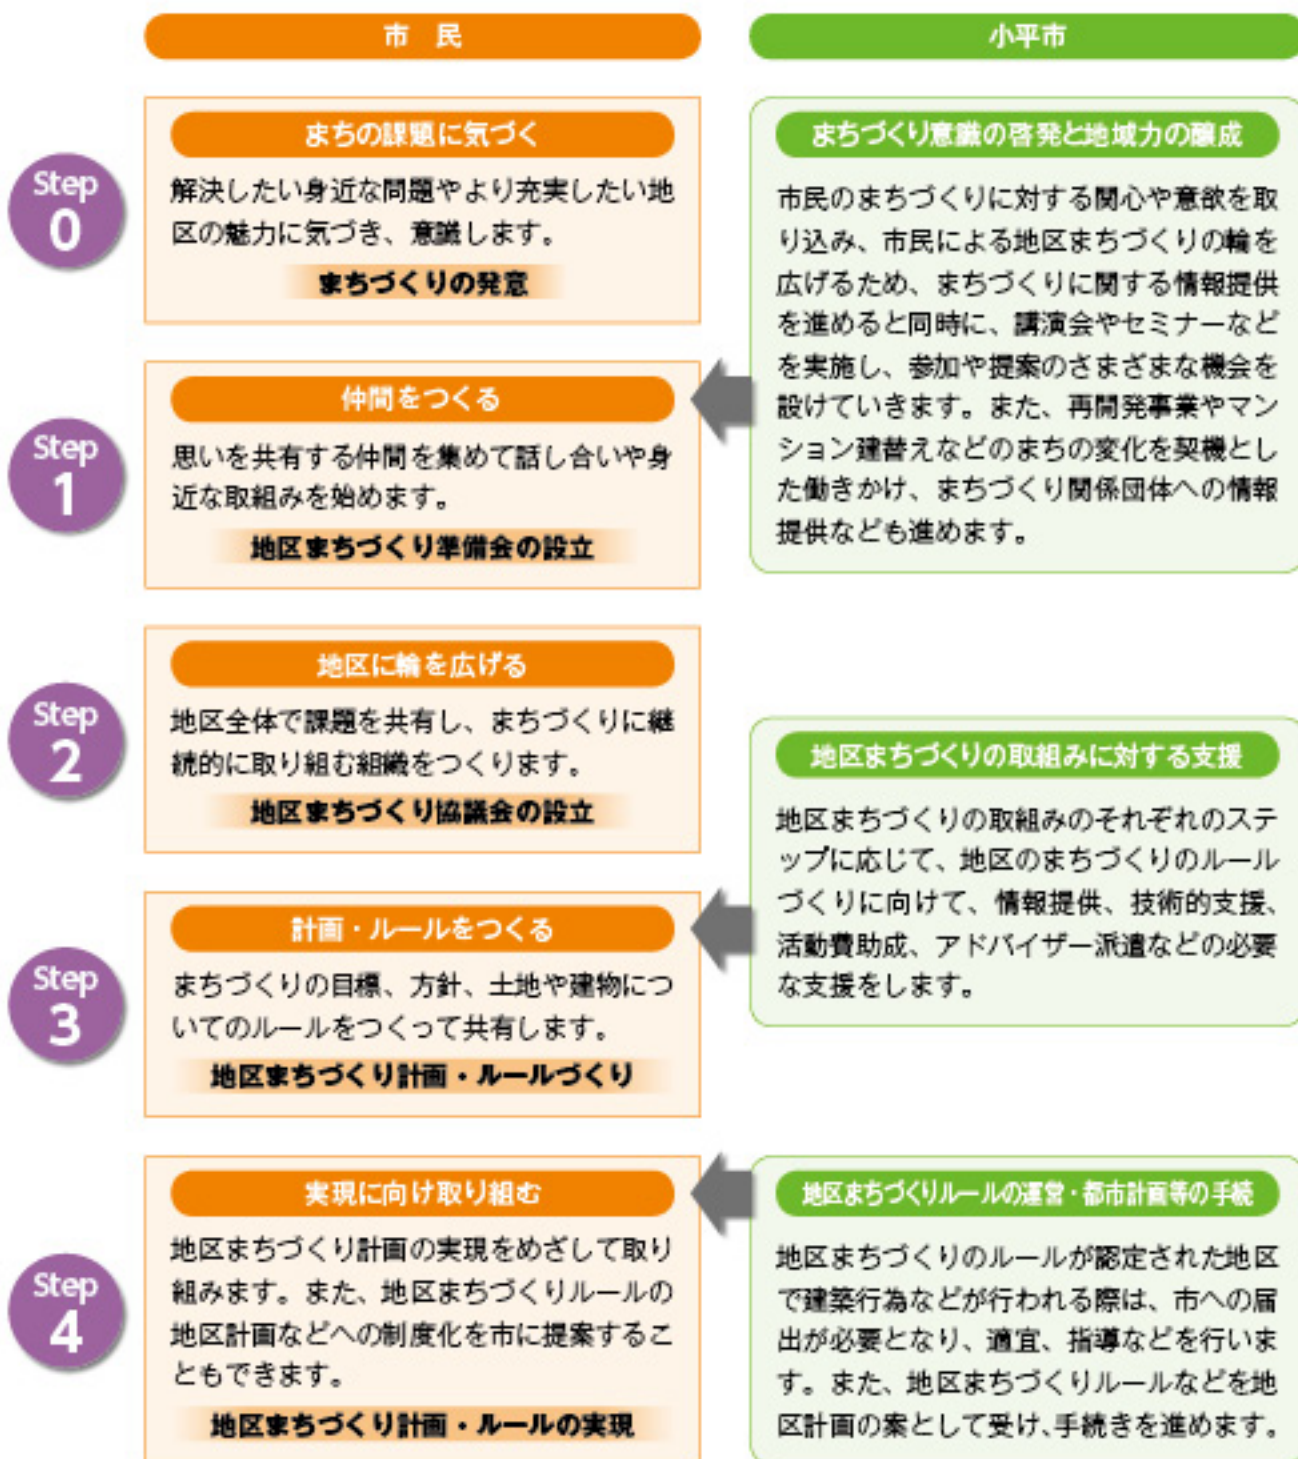 市 民
小平市
Step
0
まちの課題に気づく
解決したい身近な問題やより充実したい地
区の魅力に気づき、意識します。
まちづくりの発意
まちづくり意識の啓発と地域力の醸成
市民のまちづくりに対する関心や意欲を取
り込み、市民による地区まちづくりの輪を
広げるため、まちづくりに関する情報提供
を進めると同時に、講演会やセミナーなど
を実施し、参加や提案のさまざまな機会を
設けていきます。また、再開発事業やマン
ション建替えなどのまちの変化を契機とし
た働きかけ、まちづくり関係団体への情報
提供なども進めます。
Step
1
仲間をつくる
思いを共有する仲間を集めて話し合いや身
近な取組みを始めます。
地区まちづくり準備会の設立
Step
2
地区に輪を広げる
地区全体で課題を共有し、まちづくりに継
続的に取り組む組織をつくります。
地区まちづくり協議会の設立
地区まちづくりの取組みに対する支援
地区まちづくりの取組みのそれぞれのステ
ップに応じて、地区のまちづくりのルール
づくりに向けて、情報提供、技術的支援、
活動費助成、アドバイザー派遣などの必要
な支援をします。
Step
3
計画・ルールをつくる
まちづくりの目標、方針、土地や建物につ
いてのルールをつくって共有します。
地区まちづくり計画・ルールづくり
Step
4
実現に向け取り組む
地区まちづくり計画の実現をめざして取り
組みます。また、地区まちづくりルールの
地区計画などへの制度化を市に提案するこ
ともできます。
地区まちづくり計画・ルールの実現
地区まちづくりルールの運営・都市計画等の手続
地区まちづくりのルールが認定された地区
で建築行為などが行われる際は、市への届
出が必要となり、適宜、指導などを行いま
す。また、地区まちづくりルールなどを地
区計画の案として受け、手続きを進めます。